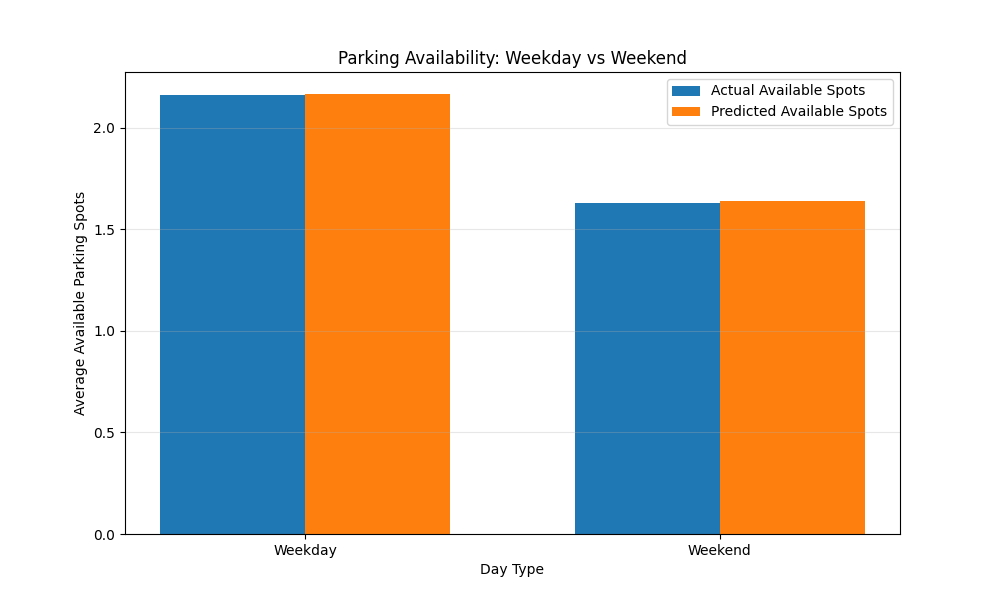 Parking Availability: Weekday vs Weekend
Actual Available Spots
Predicted Available Spots
Average Available Parking Spots
2.0
1.5
1.0
0.5
0.0
Weekday
Weekend
Day Type